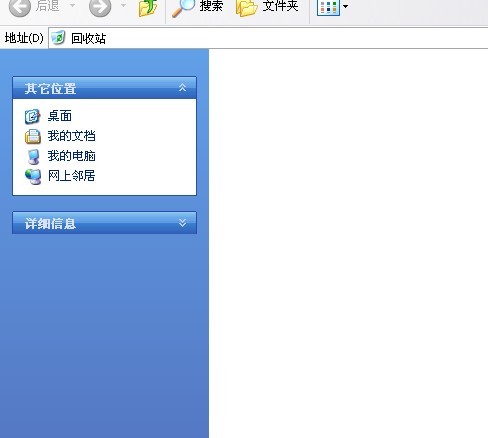 后退 搜索 文件夹
地址(D) 回收站
其它位置
桌面
我的文档
我的电脑
网上邻居
详细信息